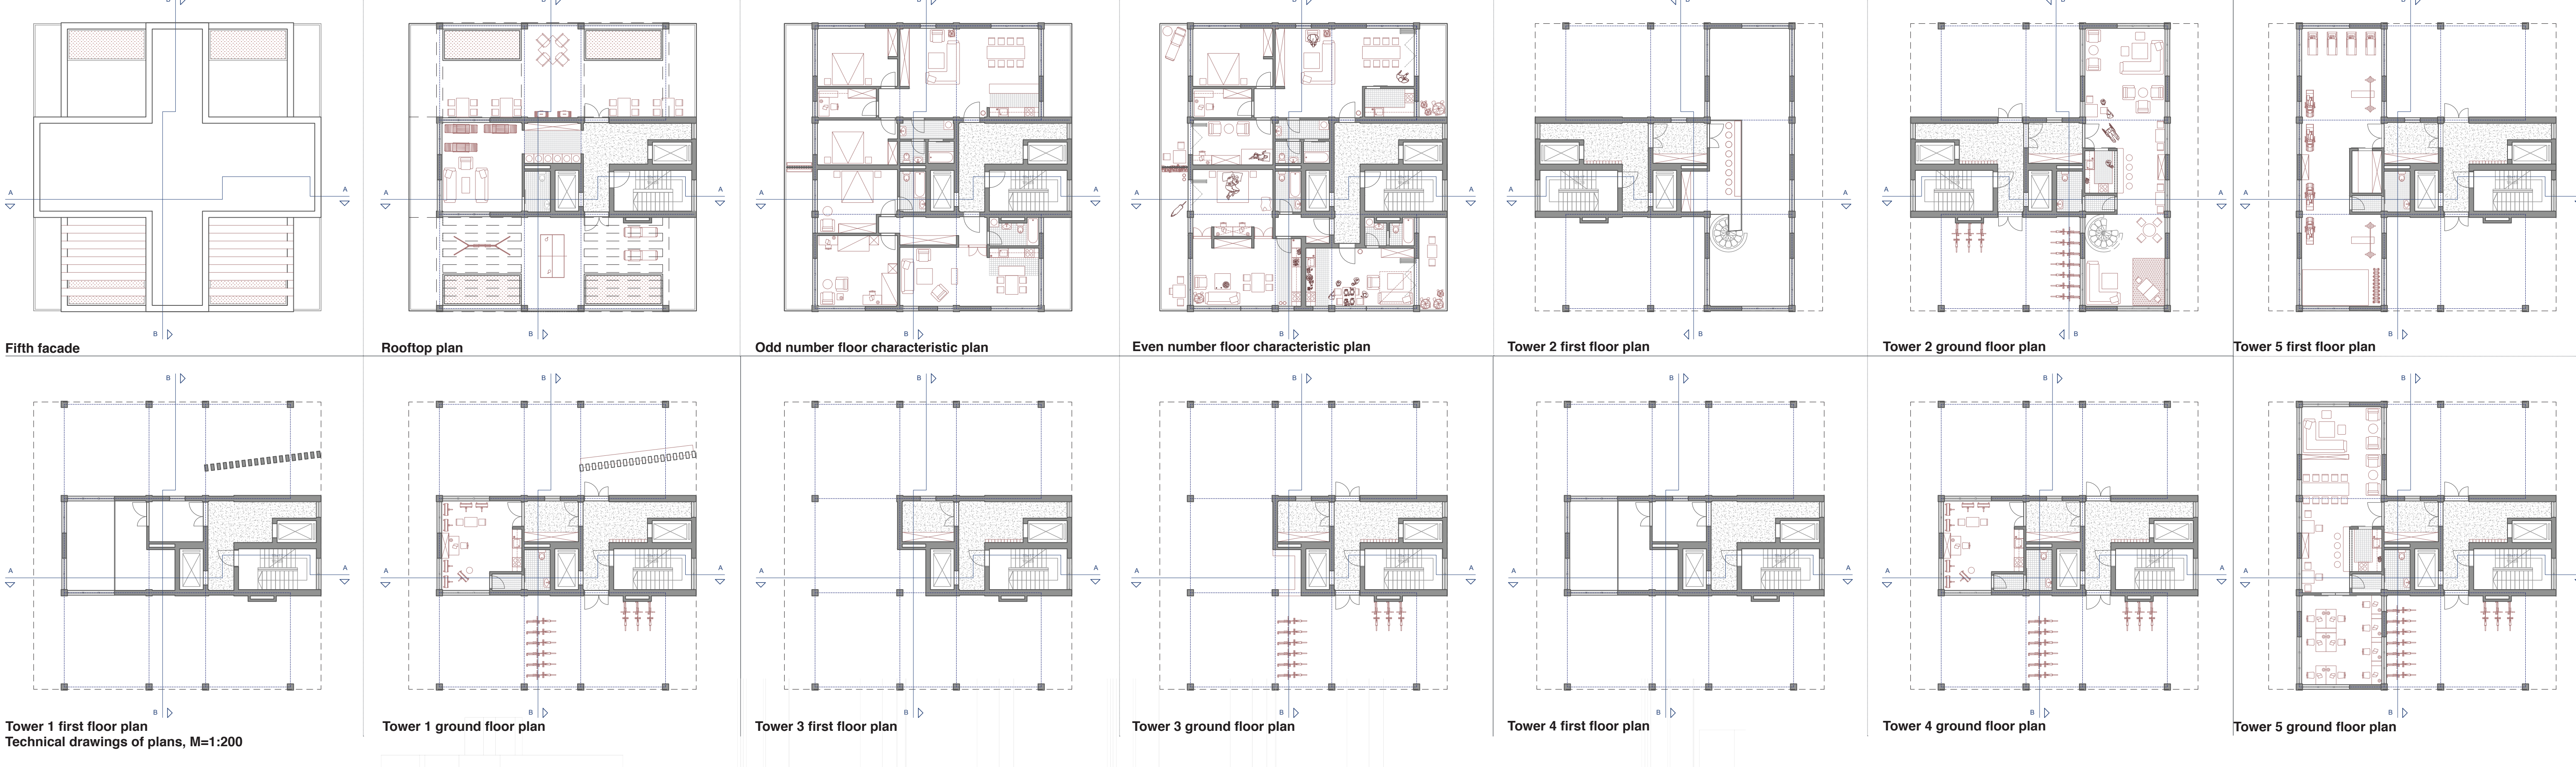 B B B B B B B
A A A A A A A A A A A A A
B B B B B B B
Fifth facade
Rooftop plan
Odd number floor characteristic plan
Even number floor characteristic plan
Tower 2 first floor plan
Tower 2 ground floor plan
Tower 5 first floor plan
B B B B B B B
A A A A A A A A A A A A A
B B B B B B B
Tower 1 first floor plan
Technical drawings of plans, M=1:200
Tower 1 ground floor plan
Tower 3 first floor plan
Tower 3 ground floor plan
Tower 4 first floor plan
Tower 4 ground floor plan
Tower 5 ground floor plan